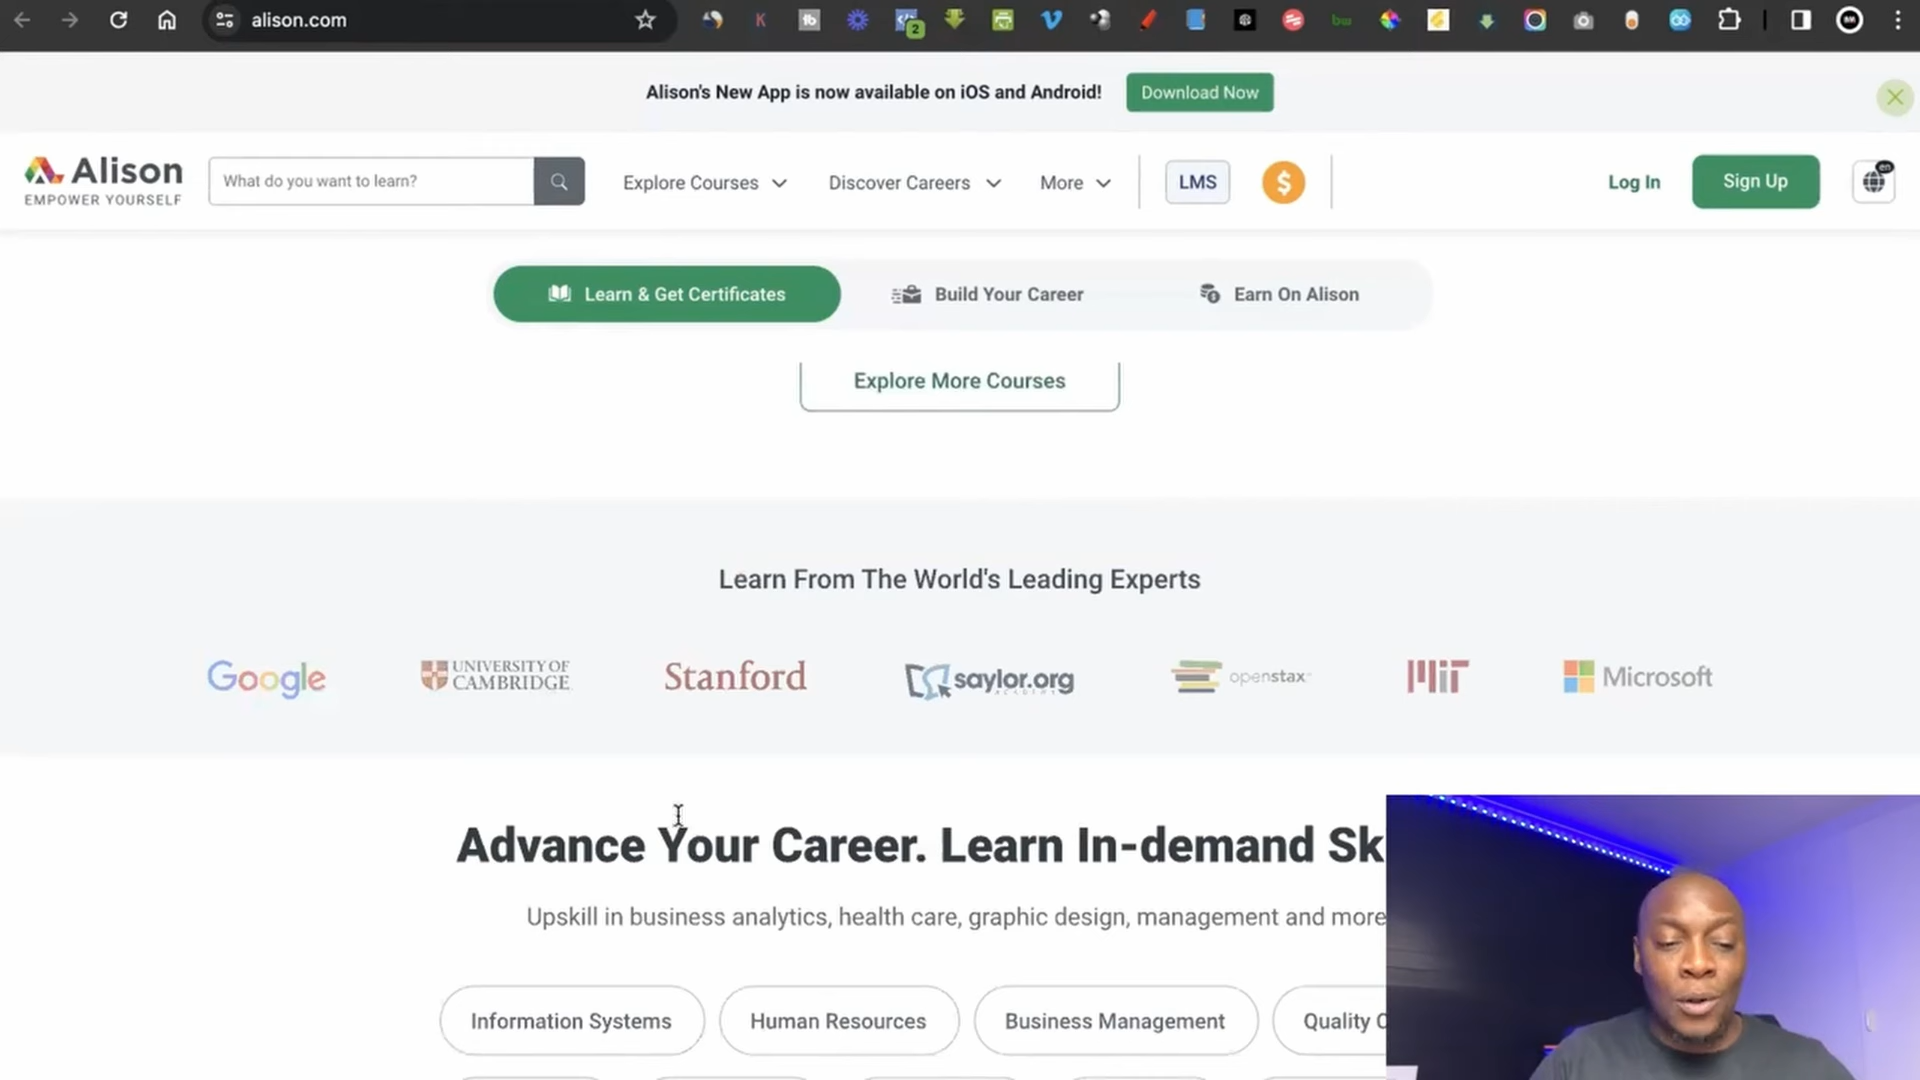 alison.com
2
Alison's New App is now available on iOS and Android!
Download Now
Alison
EMPOWER YOURSELF
What do you want to learn?
Explore Courses
Discover Careers
More
LMS
$
Log In
Sign Up
en
Learn & Get Certificates
Build Your Career
Earn On Alison
Explore More Courses
Learn From The World's Leading Experts
Google
UNIVERSITY OF
CAMBRIDGE
Stanford
saylor.org
ACADEMY
openstax
MIT
Microsoft
Advance Your Career. Learn In-demand Sk
Upskill in business analytics, health care, graphic design, management and more
Information Systems
Human Resources
Business Management
Quality C